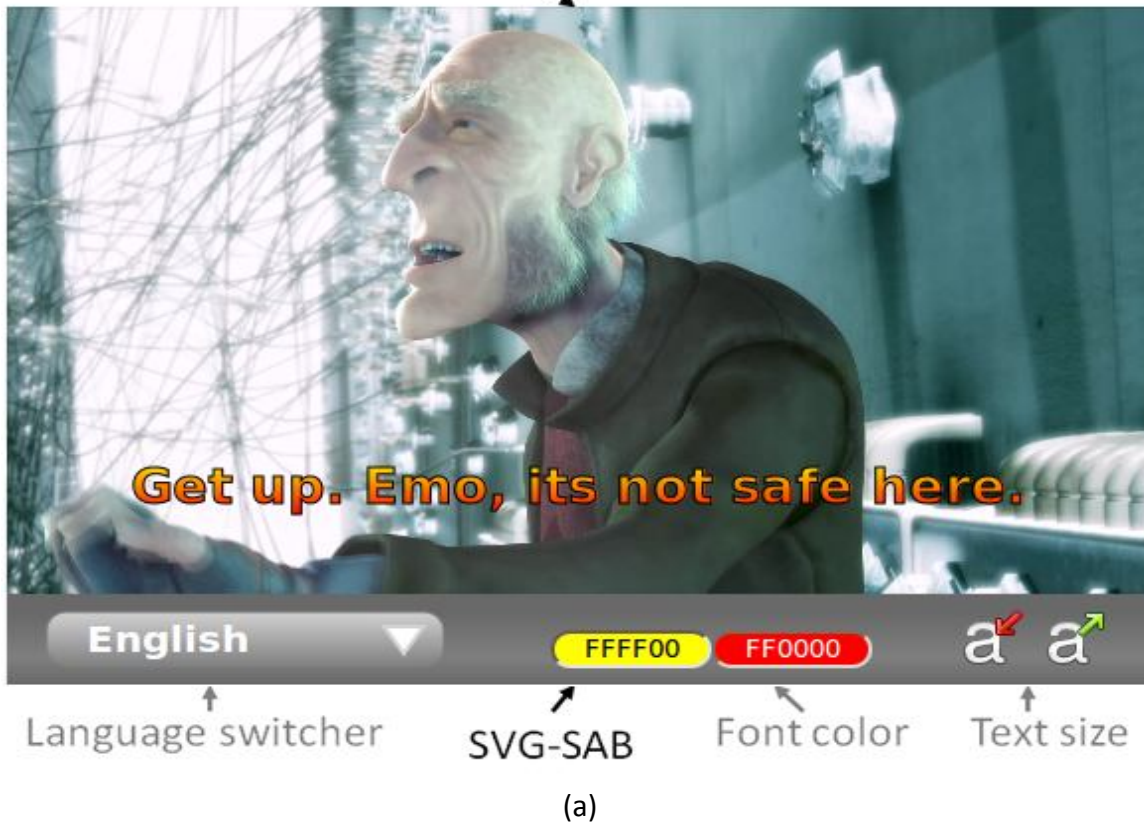 Get up. Emo, its not safe here.
English FFFF00 FF0000 a a
Language switcher SVG-SAB Font color Text size
(a)